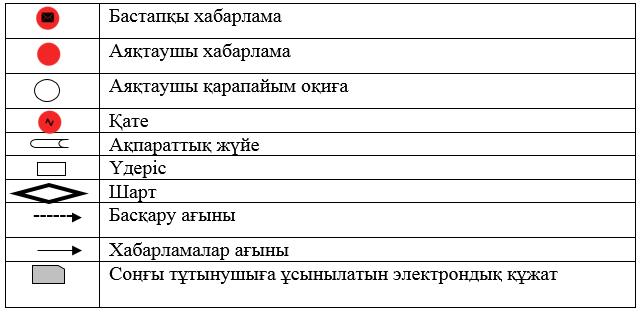 Бастапқы хабарлама
Аяқтаушы хабарлама
Аяқтаушы қарапайым оқиға
Қате
Ақпараттық жүйе
Үдеріс
Шарт
Басқару ағыны
Хабарламалар ағыны
Соңғы тұтынушыға ұсынылатын электрондық құжат